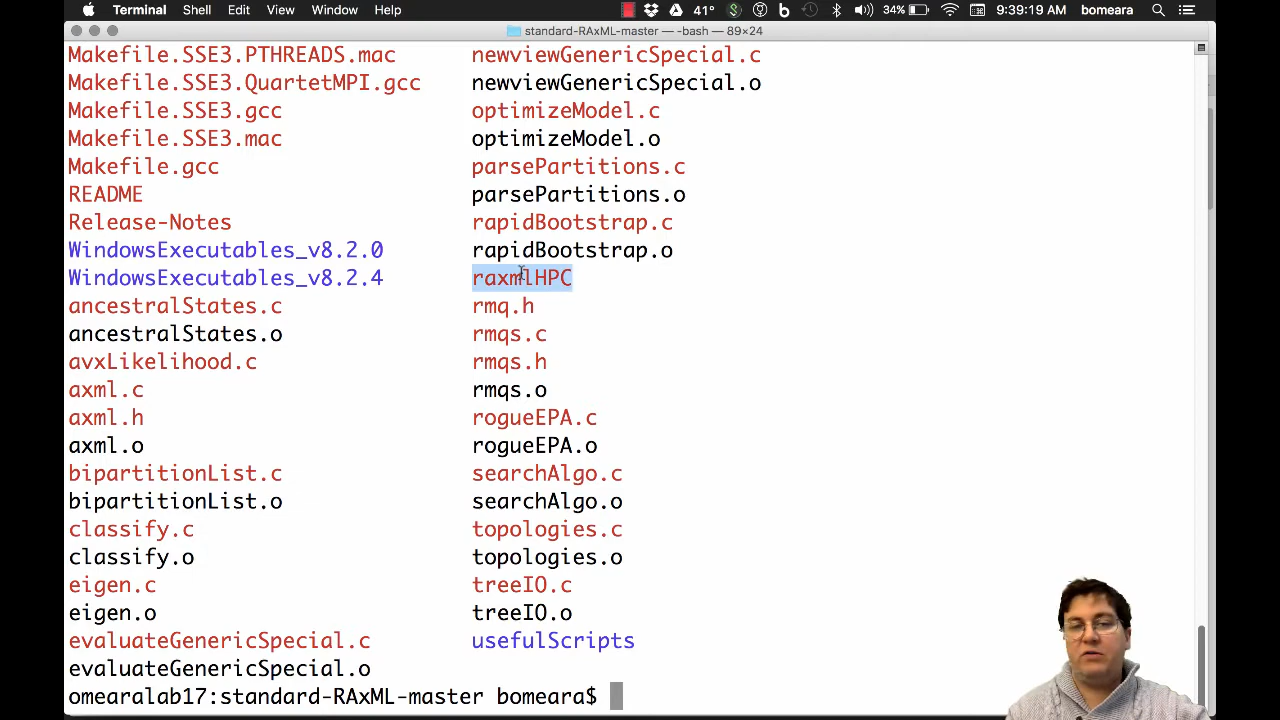 Terminal Shell Edit View Window Help 41° 34% 9:39:19 AM bomeara
standard-RAxML-master — -bash — 89×24
Makefile.SSE3.PTHREADS.mac newviewGenericSpecial.c
Makefile.SSE3.QuartetMPI.gcc newviewGenericSpecial.o
Makefile.SSE3.gcc optimizeModel.c
Makefile.SSE3.mac optimizeModel.o
Makefile.gcc parsePartitions.c
README parsePartitions.o
Release-Notes rapidBootstrap.c
WindowsExecutables_v8.2.0 rapidBootstrap.o
WindowsExecutables_v8.2.4 raxmlHPC
ancestralStates.c rmq.h
ancestralStates.o rmqs.c
avxLikelihood.c rmqs.h
axml.c rmqs.o
axml.h rogueEPA.c
axml.o rogueEPA.o
bipartitionList.c searchAlgo.c
bipartitionList.o searchAlgo.o
classify.c topologies.c
classify.o topologies.o
eigen.c treeIO.c
eigen.o treeIO.o
evaluateGenericSpecial.c usefulScripts
evaluateGenericSpecial.o
omearalab17:standard-RAxML-master bomeara$